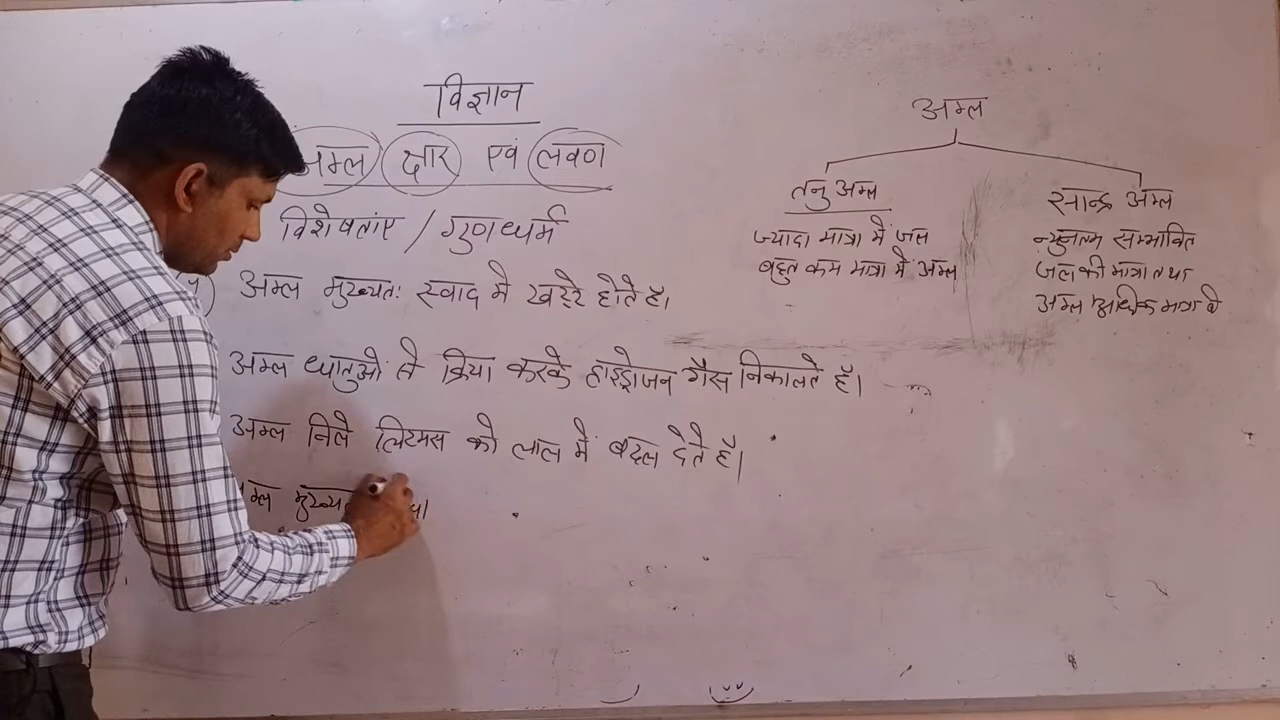 विज्ञान
अम्ल क्षार एवं लवण
विशेषतांए / गुणधर्म
अम्ल मुख्यतः स्वाद में खट्टे होते है।
अम्ल धातुओ से क्रिया करके हाइड्रोजन गैस निकालते हैं।
अम्ल निले लिटमस को लाल में बदल देते हैं।
मुख्यत
अम्ल
तनु अम्ल
ज्यादा मात्रा में जल
बहुत कम मात्रा में अम्ल
सान्द्र अम्ल
न्युनतम सम्भावित
जल की मात्रा तथा
अम्ल अधिक मात्रा में